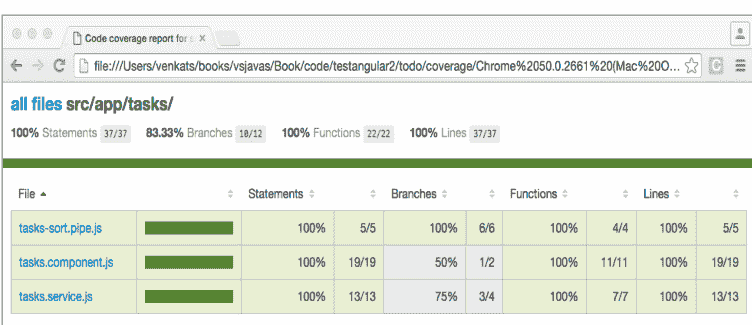 Code coverage report for s
file:///Users/venkats/books/vsjavas/Book/code/testangular2/todo/coverage/Chrome%2050.0.2661%20(Mac%20O...
all files src/app/tasks/
100% Statements 37/37 83.33% Branches 10/12 100% Functions 22/22 100% Lines 37/37
File Statements Branches Functions Lines
tasks-sort.pipe.js 100% 5/5 100% 6/6 100% 4/4 100% 5/5
tasks.component.js 100% 19/19 50% 1/2 100% 11/11 100% 19/19
tasks.service.js 100% 13/13 75% 3/4 100% 7/7 100% 13/13